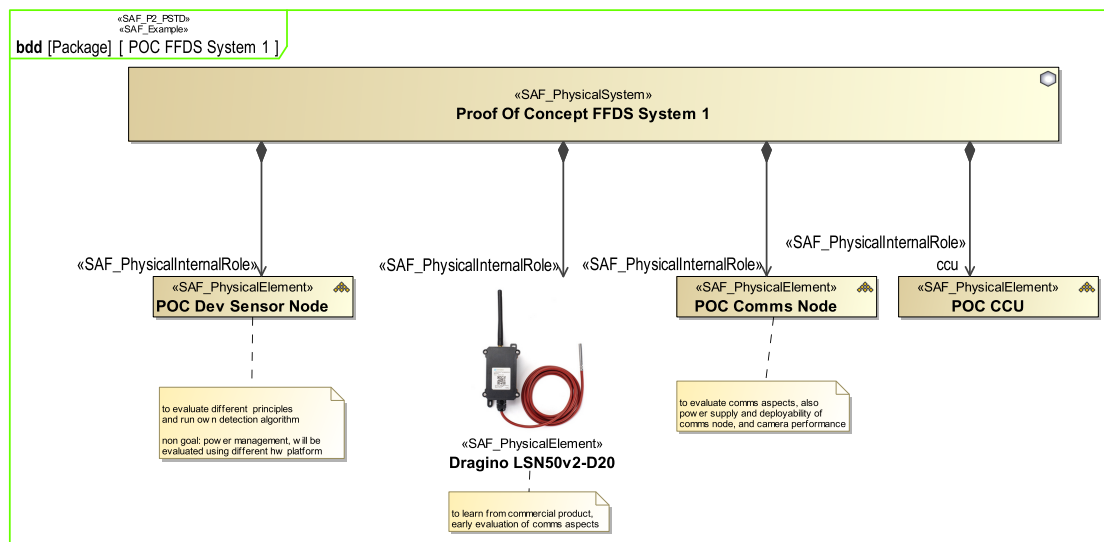 «SAF_P2_PSTD»
«SAF_Example»
bdd [Package] [ POC FFDS System 1 ]
«SAF_PhysicalSystem»
Proof Of Concept FFDS System 1
«SAF_PhysicalInternalRole»
«SAF_PhysicalInternalRole»
«SAF_PhysicalInternalRole»
«SAF_PhysicalInternalRole»
ccu
«SAF_PhysicalElement»
POC Dev Sensor Node
«SAF_PhysicalElement»
POC Comms Node
«SAF_PhysicalElement»
POC CCU
to evaluate different principles
and run own detection algorithm
non goal: power management, will be
evaluated using different hw platform
to evaluate comms aspects, also
power supply and deployability of
comms node, and camera performance
«SAF_PhysicalElement»
Dragino LSN50v2-D20
to learn from commercial product,
early evaluation of comms aspects